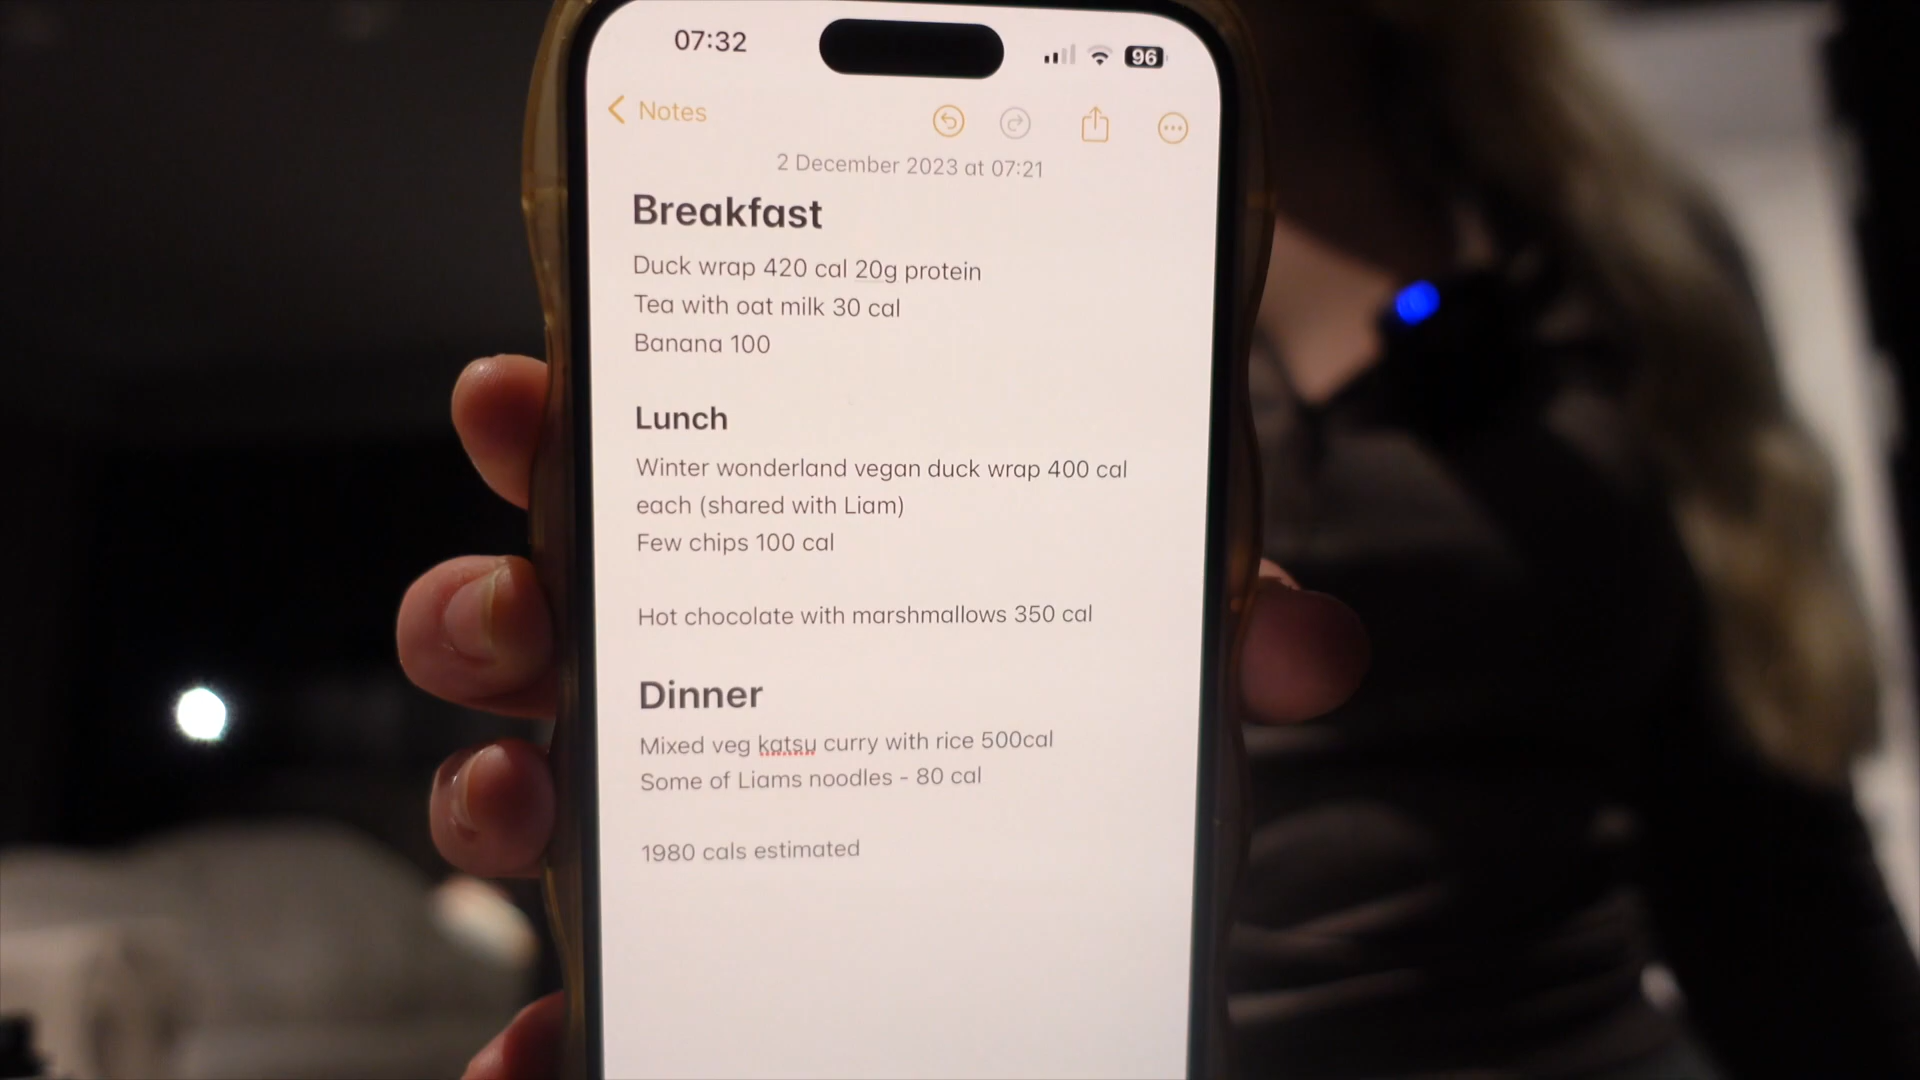 07:32
96
Notes
2 December 2023 at 07:21
Breakfast
Duck wrap 420 cal 20g protein
Tea with oat milk 30 cal
Banana 100
Lunch
Winter wonderland vegan duck wrap 400 cal
each (shared with Liam)
Few chips 100 cal
Hot chocolate with marshmallows 350 cal
Dinner
Mixed veg katsu curry with rice 500cal
Some of Liams noodles - 80 cal
1980 cals estimated